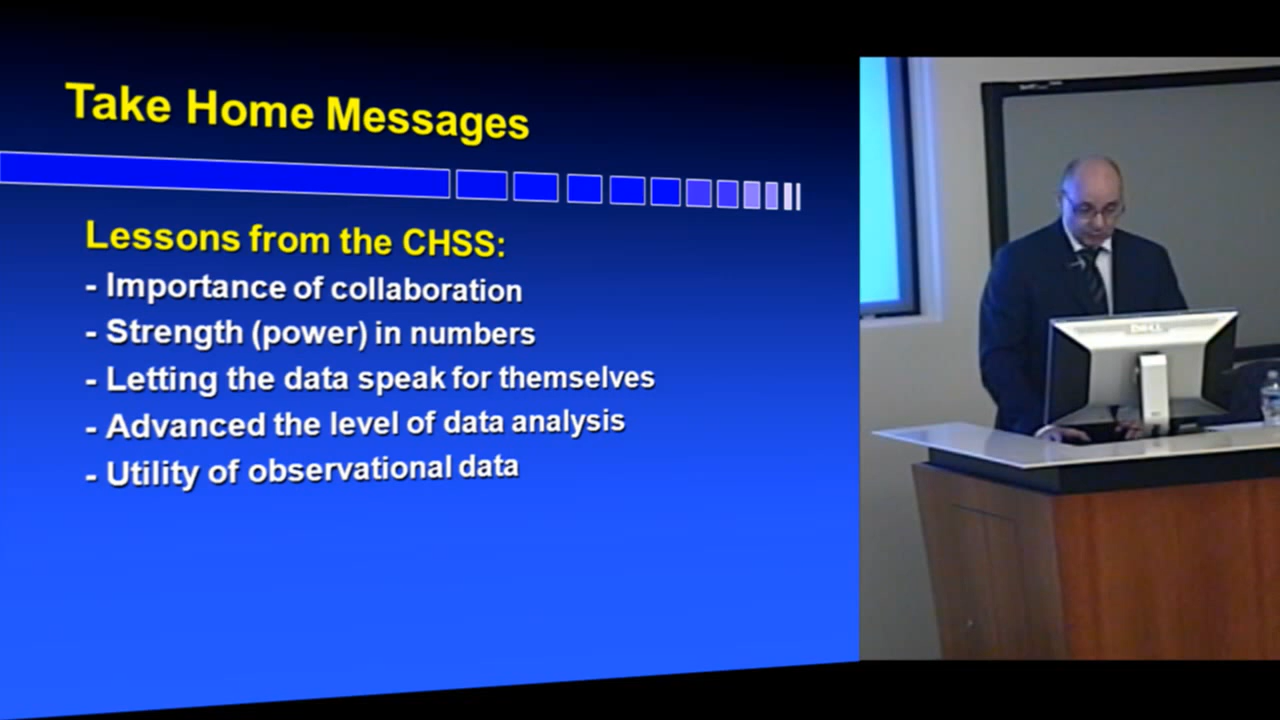 Take Home Messages
Lessons from the CHSS:
- Importance of collaboration
- Strength (power) in numbers
- Letting the data speak for themselves
- Advanced the level of data analysis
- Utility of observational data
DELL